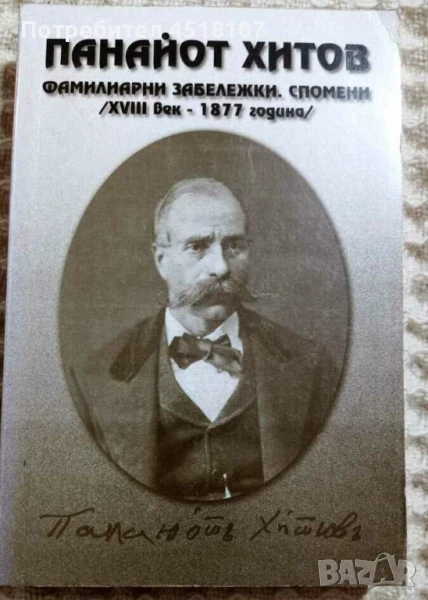 Потребител 4518107
ПАНАЙОТ ХИТОВ
ФАМИЛИАРНИ ЗАБЕЛЕЖКИ. СПОМЕНИ
/XVIII век - 1877 година/
Панайотъ Хитовъ
BAZAR